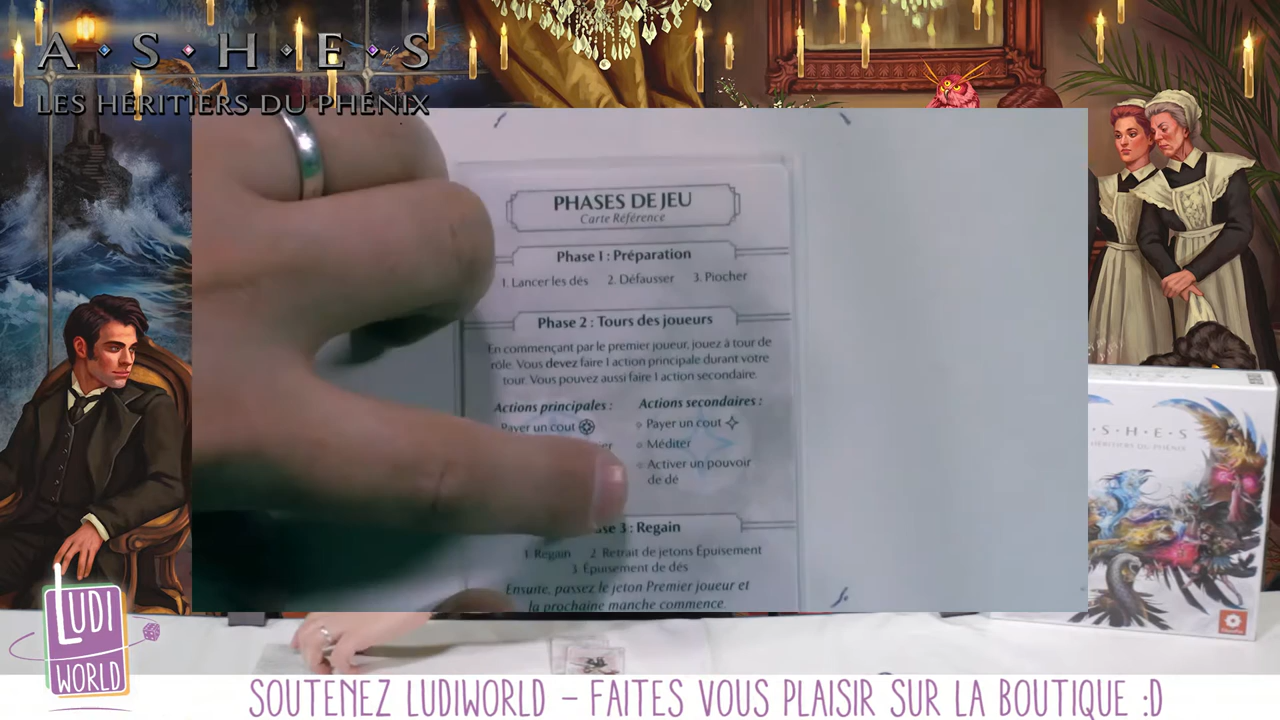 A·S·H·E·S
LES HÉRITIERS DU PHÉNIX
PHASES DE JEU
Carte Référence
Phase 1 : Préparation
1. Lancer les dés 2. Défausser 3. Piocher
Phase 2 : Tours des joueurs
En commençant par le premier joueur, jouez à tour de
rôle. Vous devez faire 1 action principale durant votre
tour. Vous pouvez aussi faire 1 action secondaire.
Actions principales : Actions secondaires :
Payer un cout ◦ Payer un cout
◦ Méditer
◦ Activer un pouvoir
de dé
3 : Regain
1. Regain 2. Retrait de jetons Épuisement
3. Épuisement de dés
Ensuite, passez le jeton Premier joueur et
la prochaine manche commence.
S·H·E·S
LUDI
WORLD
SOUTENEZ LUDIWORLD – FAITES VOUS PLAISIR SUR LA BOUTIQUE :D